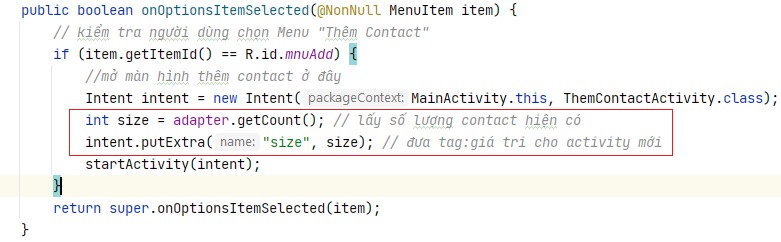 public boolean onOptionsItemSelected(@NonNull MenuItem item) {
// kiểm tra người dùng chọn Menu "Thêm Contact"
if (item.getItemId() == R.id.mnuAdd) {
//mở màn hình thêm contact ở đây
Intent intent = new Intent( packageContext: MainActivity.this, ThemContactActivity.class);
int size = adapter.getCount(); // lấy số lượng contact hiện có
intent.putExtra( name: "size", size); // đưa tag:giá tri cho activity mới
startActivity(intent);
}
return super.onOptionsItemSelected(item);
}